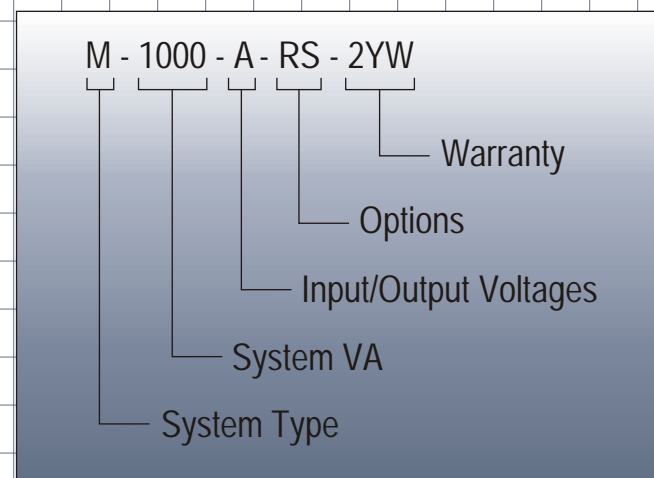 M - 1000 - A - RS - 2YW
Warranty
Options
Input/Output Voltages
System VA
System Type